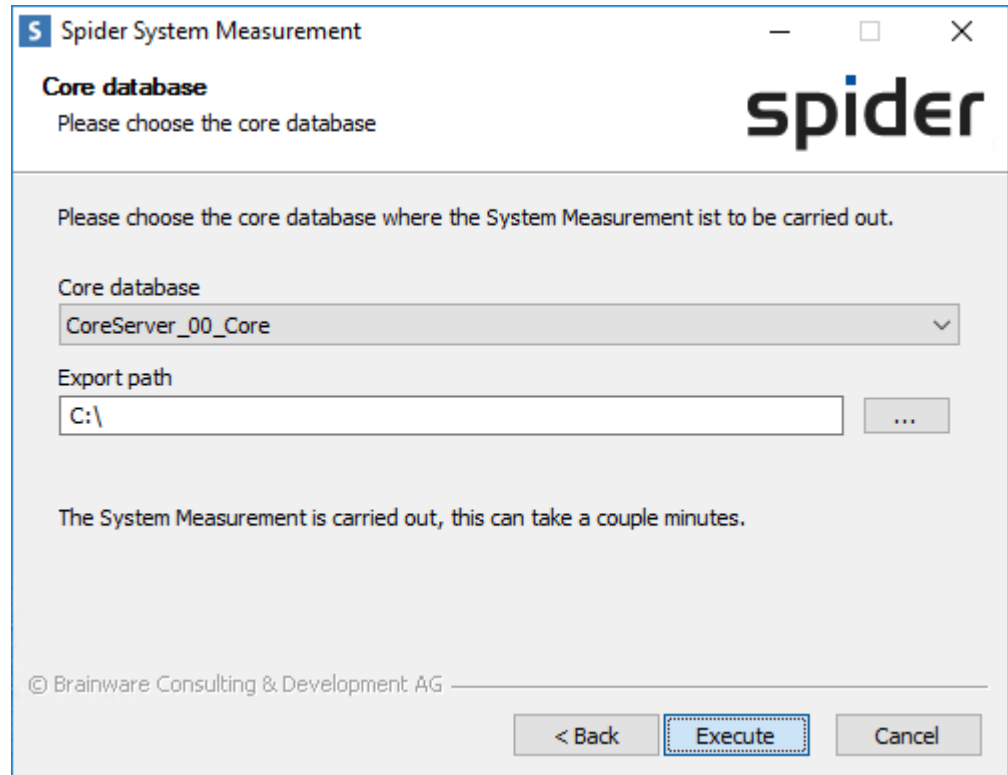 S Spider System Measurement
Core database
Please choose the core database
spider
Please choose the core database where the System Measurement ist to be carried out.
Core database
CoreServer_00_Core
Export path
C:\
...
The System Measurement is carried out, this can take a couple minutes.
© Brainware Consulting & Development AG
< Back
Execute
Cancel